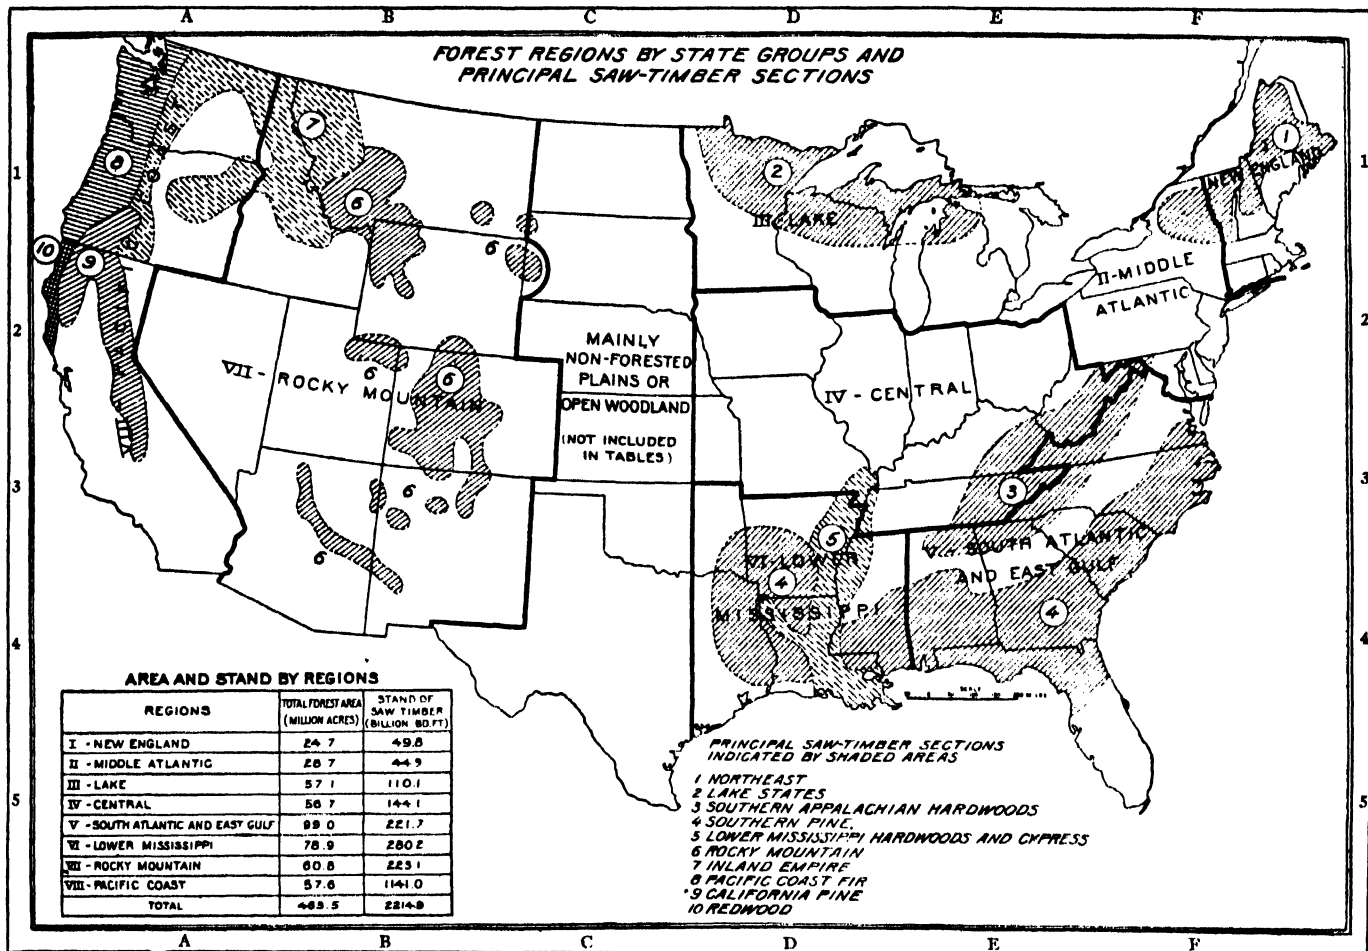 A B C D E F
FOREST REGIONS BY STATE GROUPS AND
PRINCIPAL SAW-TIMBER SECTIONS
7
1
8
2
1
1
NEW ENGLAND
6
III-LAKE
10
9
6
II-MIDDLE
ATLANTIC
2
MAINLY
NON-FORESTED
PLAINS OR
OPEN WOODLAND
(NOT INCLUDED
IN TABLES)
2
6
6
VII - ROCKY MOUNTAIN
IV - CENTRAL
3
6
3
3
5
V - SOUTH ATLANTIC
AND EAST GULF
6
VI-LOWER
MISSISSIPPI
4
4
4
4
AREA AND STAND BY REGIONS
REGIONS TOTAL FOREST AREA (MILLION ACRES) STAND OF SAW TIMBER (BILLION BD.FT)
I - NEW ENGLAND 24 7 49.8
II - MIDDLE ATLANTIC 28 7 44 9
III - LAKE 57 1 110.1
IV - CENTRAL 56 7 144 1
V - SOUTH ATLANTIC AND EAST GULF 99 0 221.7
VI - LOWER MISSISSIPPI 78.9 280 2
VII - ROCKY MOUNTAIN 60 8 223 1
VIII - PACIFIC COAST 57.6 1141.0
TOTAL 463.5 2214.9
PRINCIPAL SAW-TIMBER SECTIONS
INDICATED BY SHADED AREAS
1 NORTHEAST
2 LAKE STATES
3 SOUTHERN APPALACHIAN HARDWOODS
4 SOUTHERN PINE.
5 LOWER MISSISSIPPI HARDWOODS AND CYPRESS
6 ROCKY MOUNTAIN
7 INLAND EMPIRE
8 PACIFIC COAST FIR
9 CALIFORNIA PINE
10 REDWOOD
5
5
A B C D E F